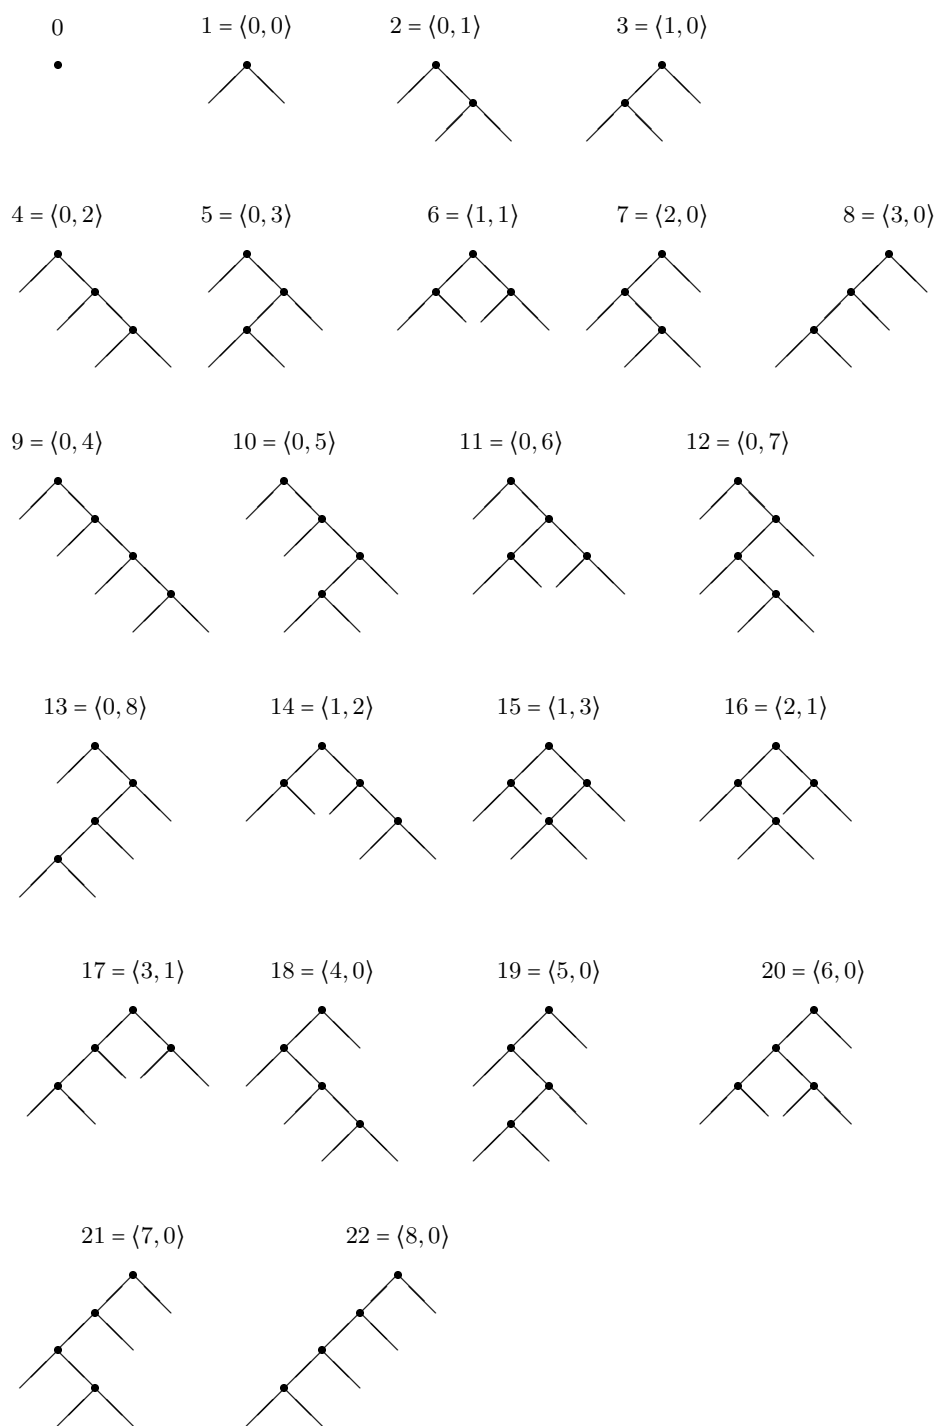 0 1 = ⟨0, 0⟩ 2 = ⟨0, 1⟩ 3 = ⟨1, 0⟩
4 = ⟨0, 2⟩ 5 = ⟨0, 3⟩ 6 = ⟨1, 1⟩ 7 = ⟨2, 0⟩ 8 = ⟨3, 0⟩
9 = ⟨0, 4⟩ 10 = ⟨0, 5⟩ 11 = ⟨0, 6⟩ 12 = ⟨0, 7⟩
13 = ⟨0, 8⟩ 14 = ⟨1, 2⟩ 15 = ⟨1, 3⟩ 16 = ⟨2, 1⟩
17 = ⟨3, 1⟩ 18 = ⟨4, 0⟩ 19 = ⟨5, 0⟩ 20 = ⟨6, 0⟩
21 = ⟨7, 0⟩ 22 = ⟨8, 0⟩